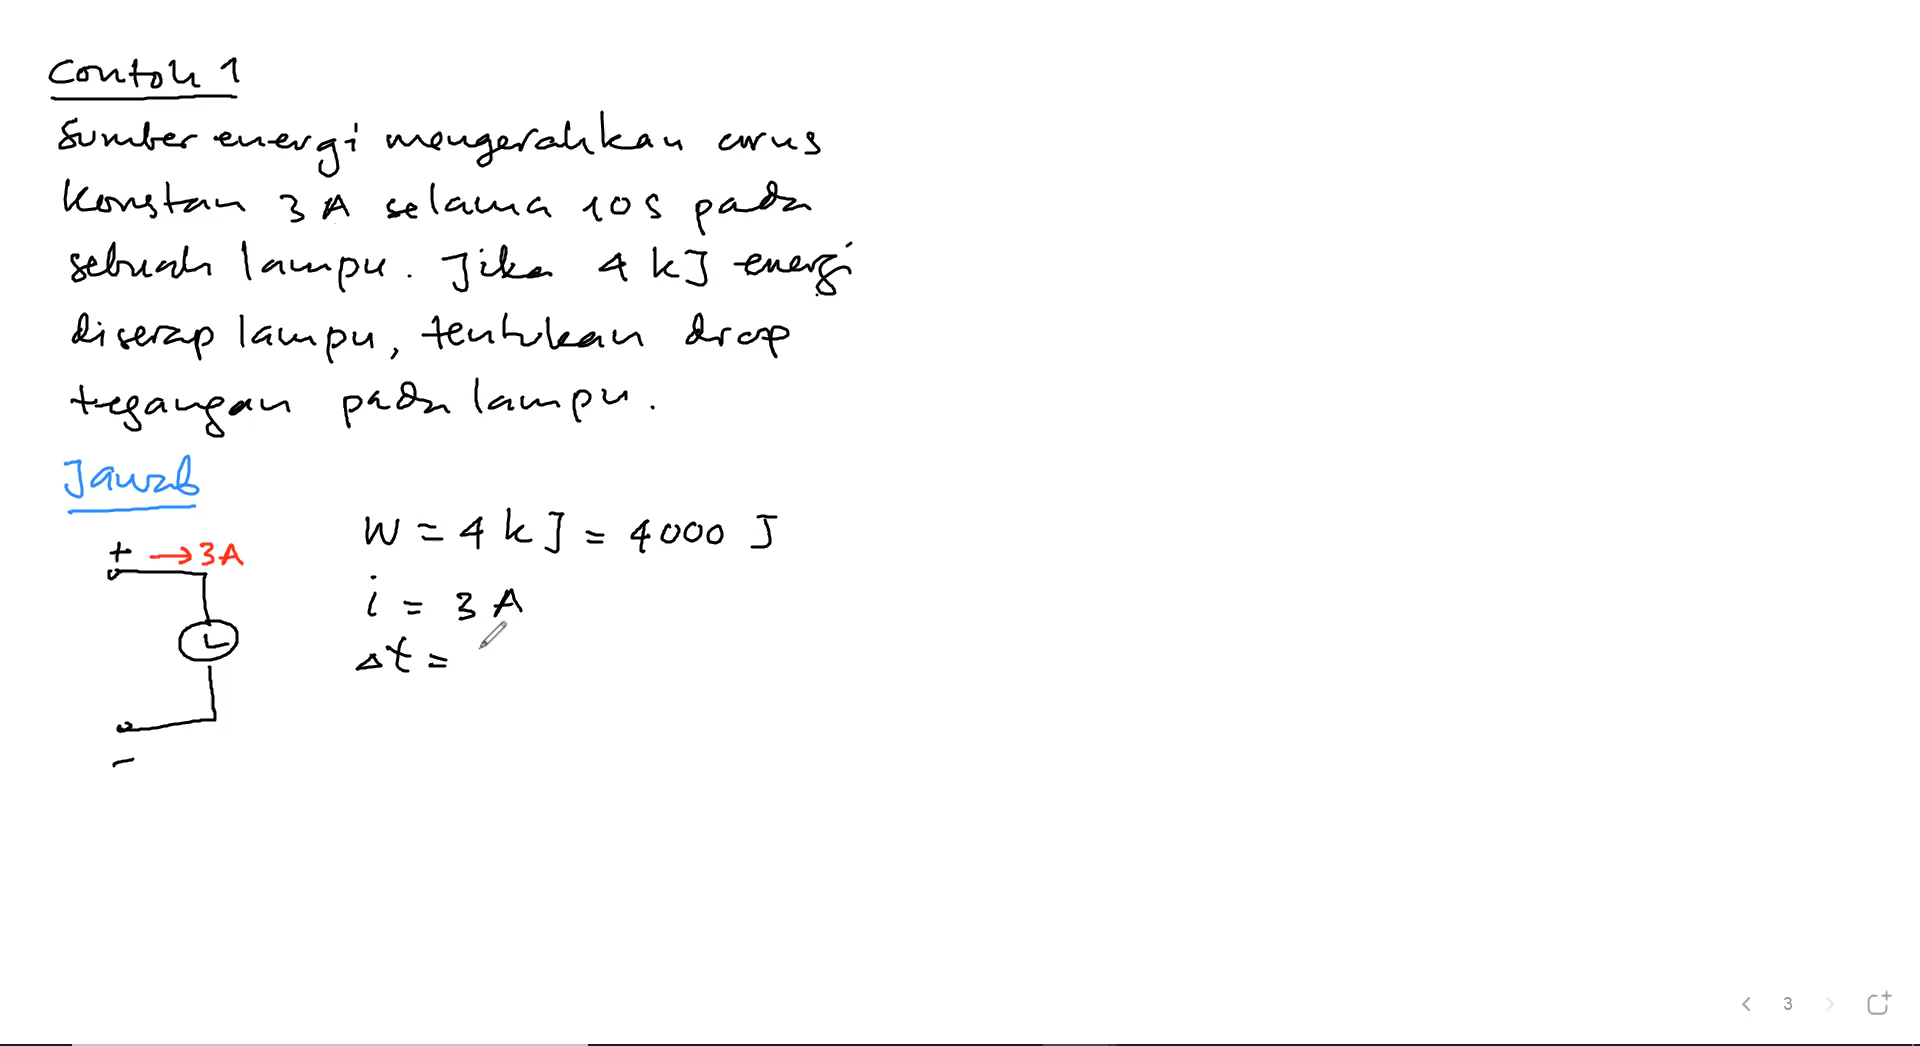 Contoh 1
Sumber energi mengerahkan arus
konstan 3 A selama 10 s pada
sebuah lampu. Jika 4 kJ energi
diserap lampu, tentukan drop
tegangan pada lampu.
Jawab
+ → 3A
L
-
W = 4 kJ = 4000 J
i = 3 A
Δt =
3